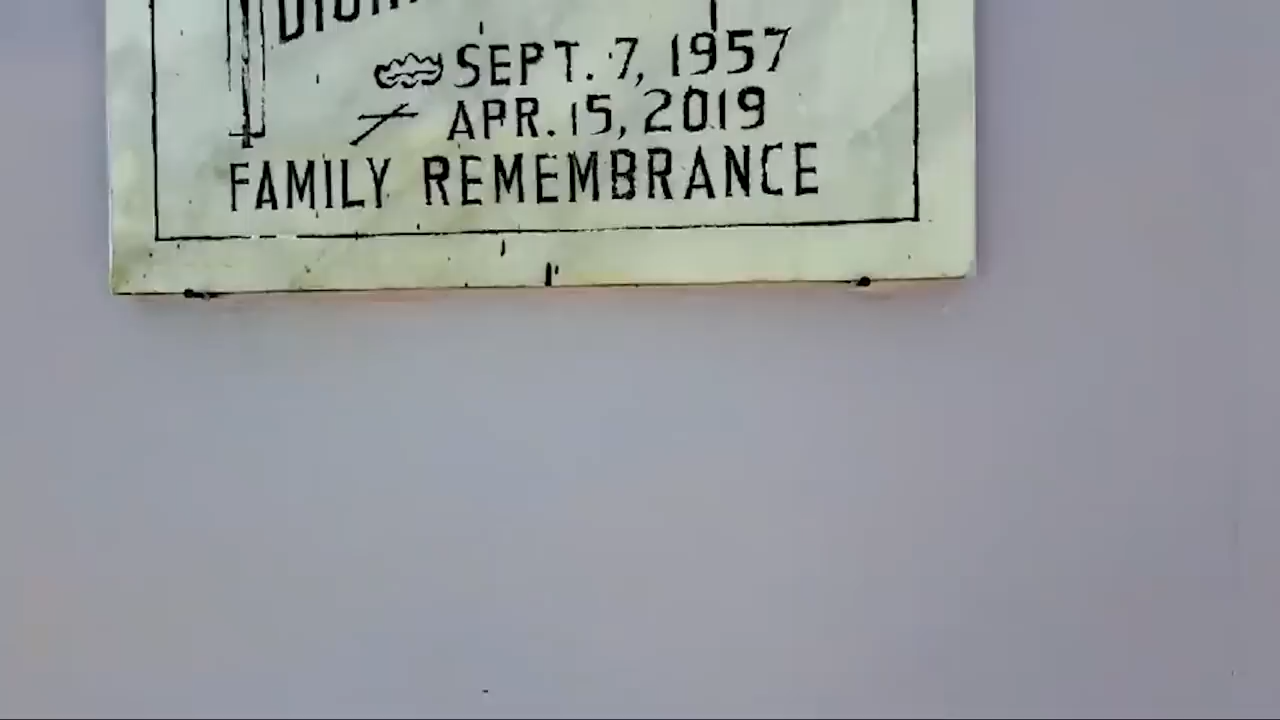 SEPT. 7, 1957
APR. 15, 2019
FAMILY REMEMBRANCE